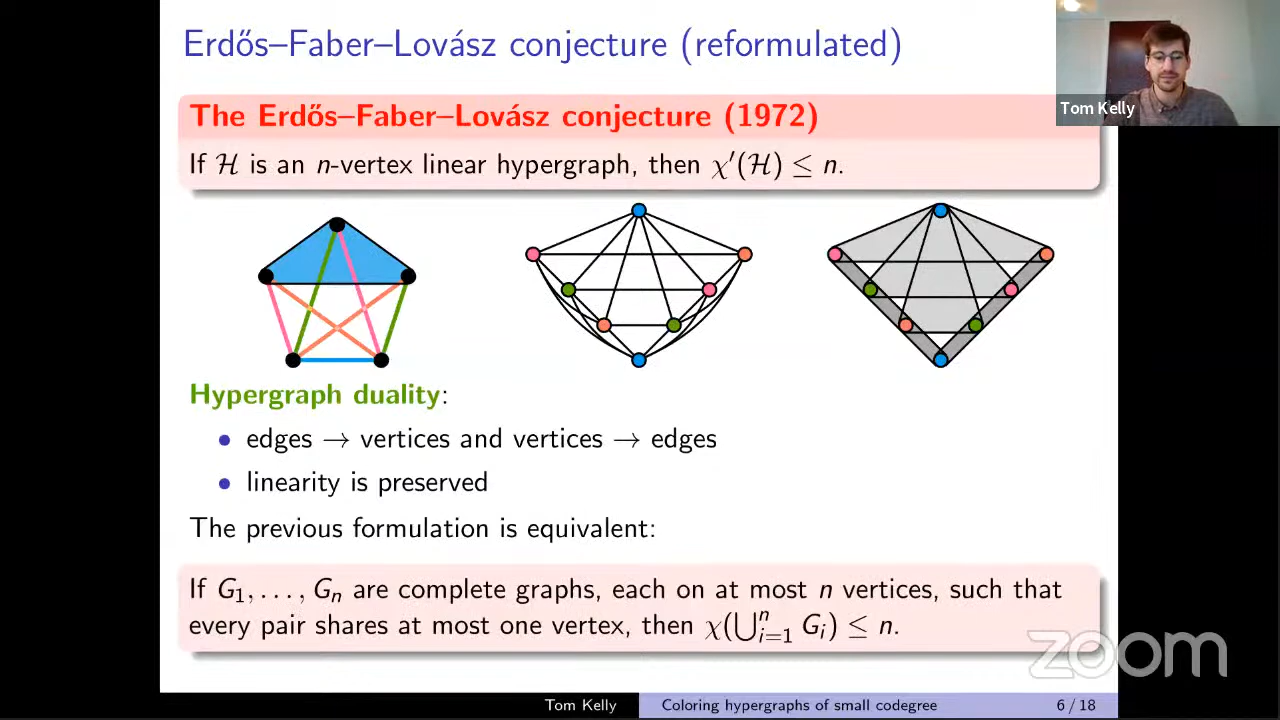 Erdős–Faber–Lovász conjecture (reformulated)
Tom Kelly
The Erdős–Faber–Lovász conjecture (1972)
If ℋ is an n-vertex linear hypergraph, then χ′(ℋ) ≤ n.
Hypergraph duality:
• edges → vertices and vertices → edges
• linearity is preserved
The previous formulation is equivalent:
If G₁, . . . , Gₙ are complete graphs, each on at most n vertices, such that
every pair shares at most one vertex, then χ(⋃ⁿᵢ₌₁ Gᵢ) ≤ n.
zoom
Tom Kelly Coloring hypergraphs of small codegree 6 / 18